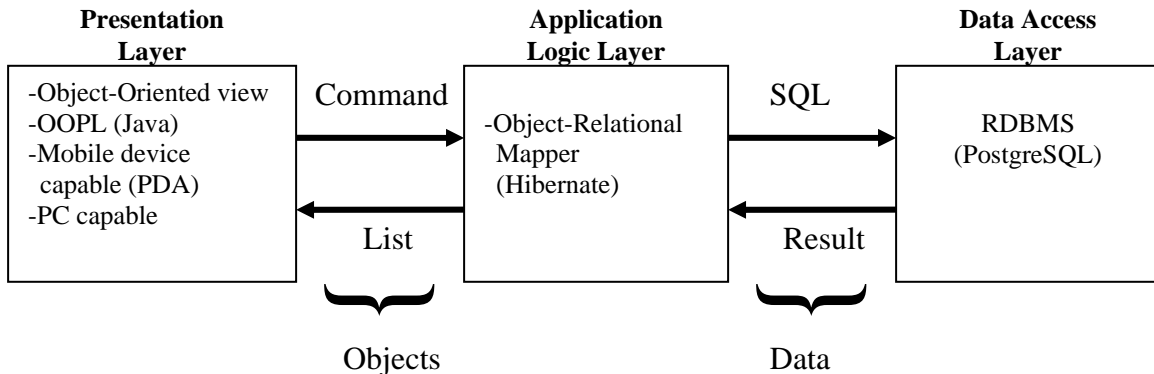 Presentation
Layer
-Object-Oriented view
-OOPL (Java)
-Mobile device
capable (PDA)
-PC capable
Command
List
Objects
Application
Logic Layer
-Object-Relational
Mapper
(Hibernate)
SQL
Result
Data
Data Access
Layer
RDBMS
(PostgreSQL)